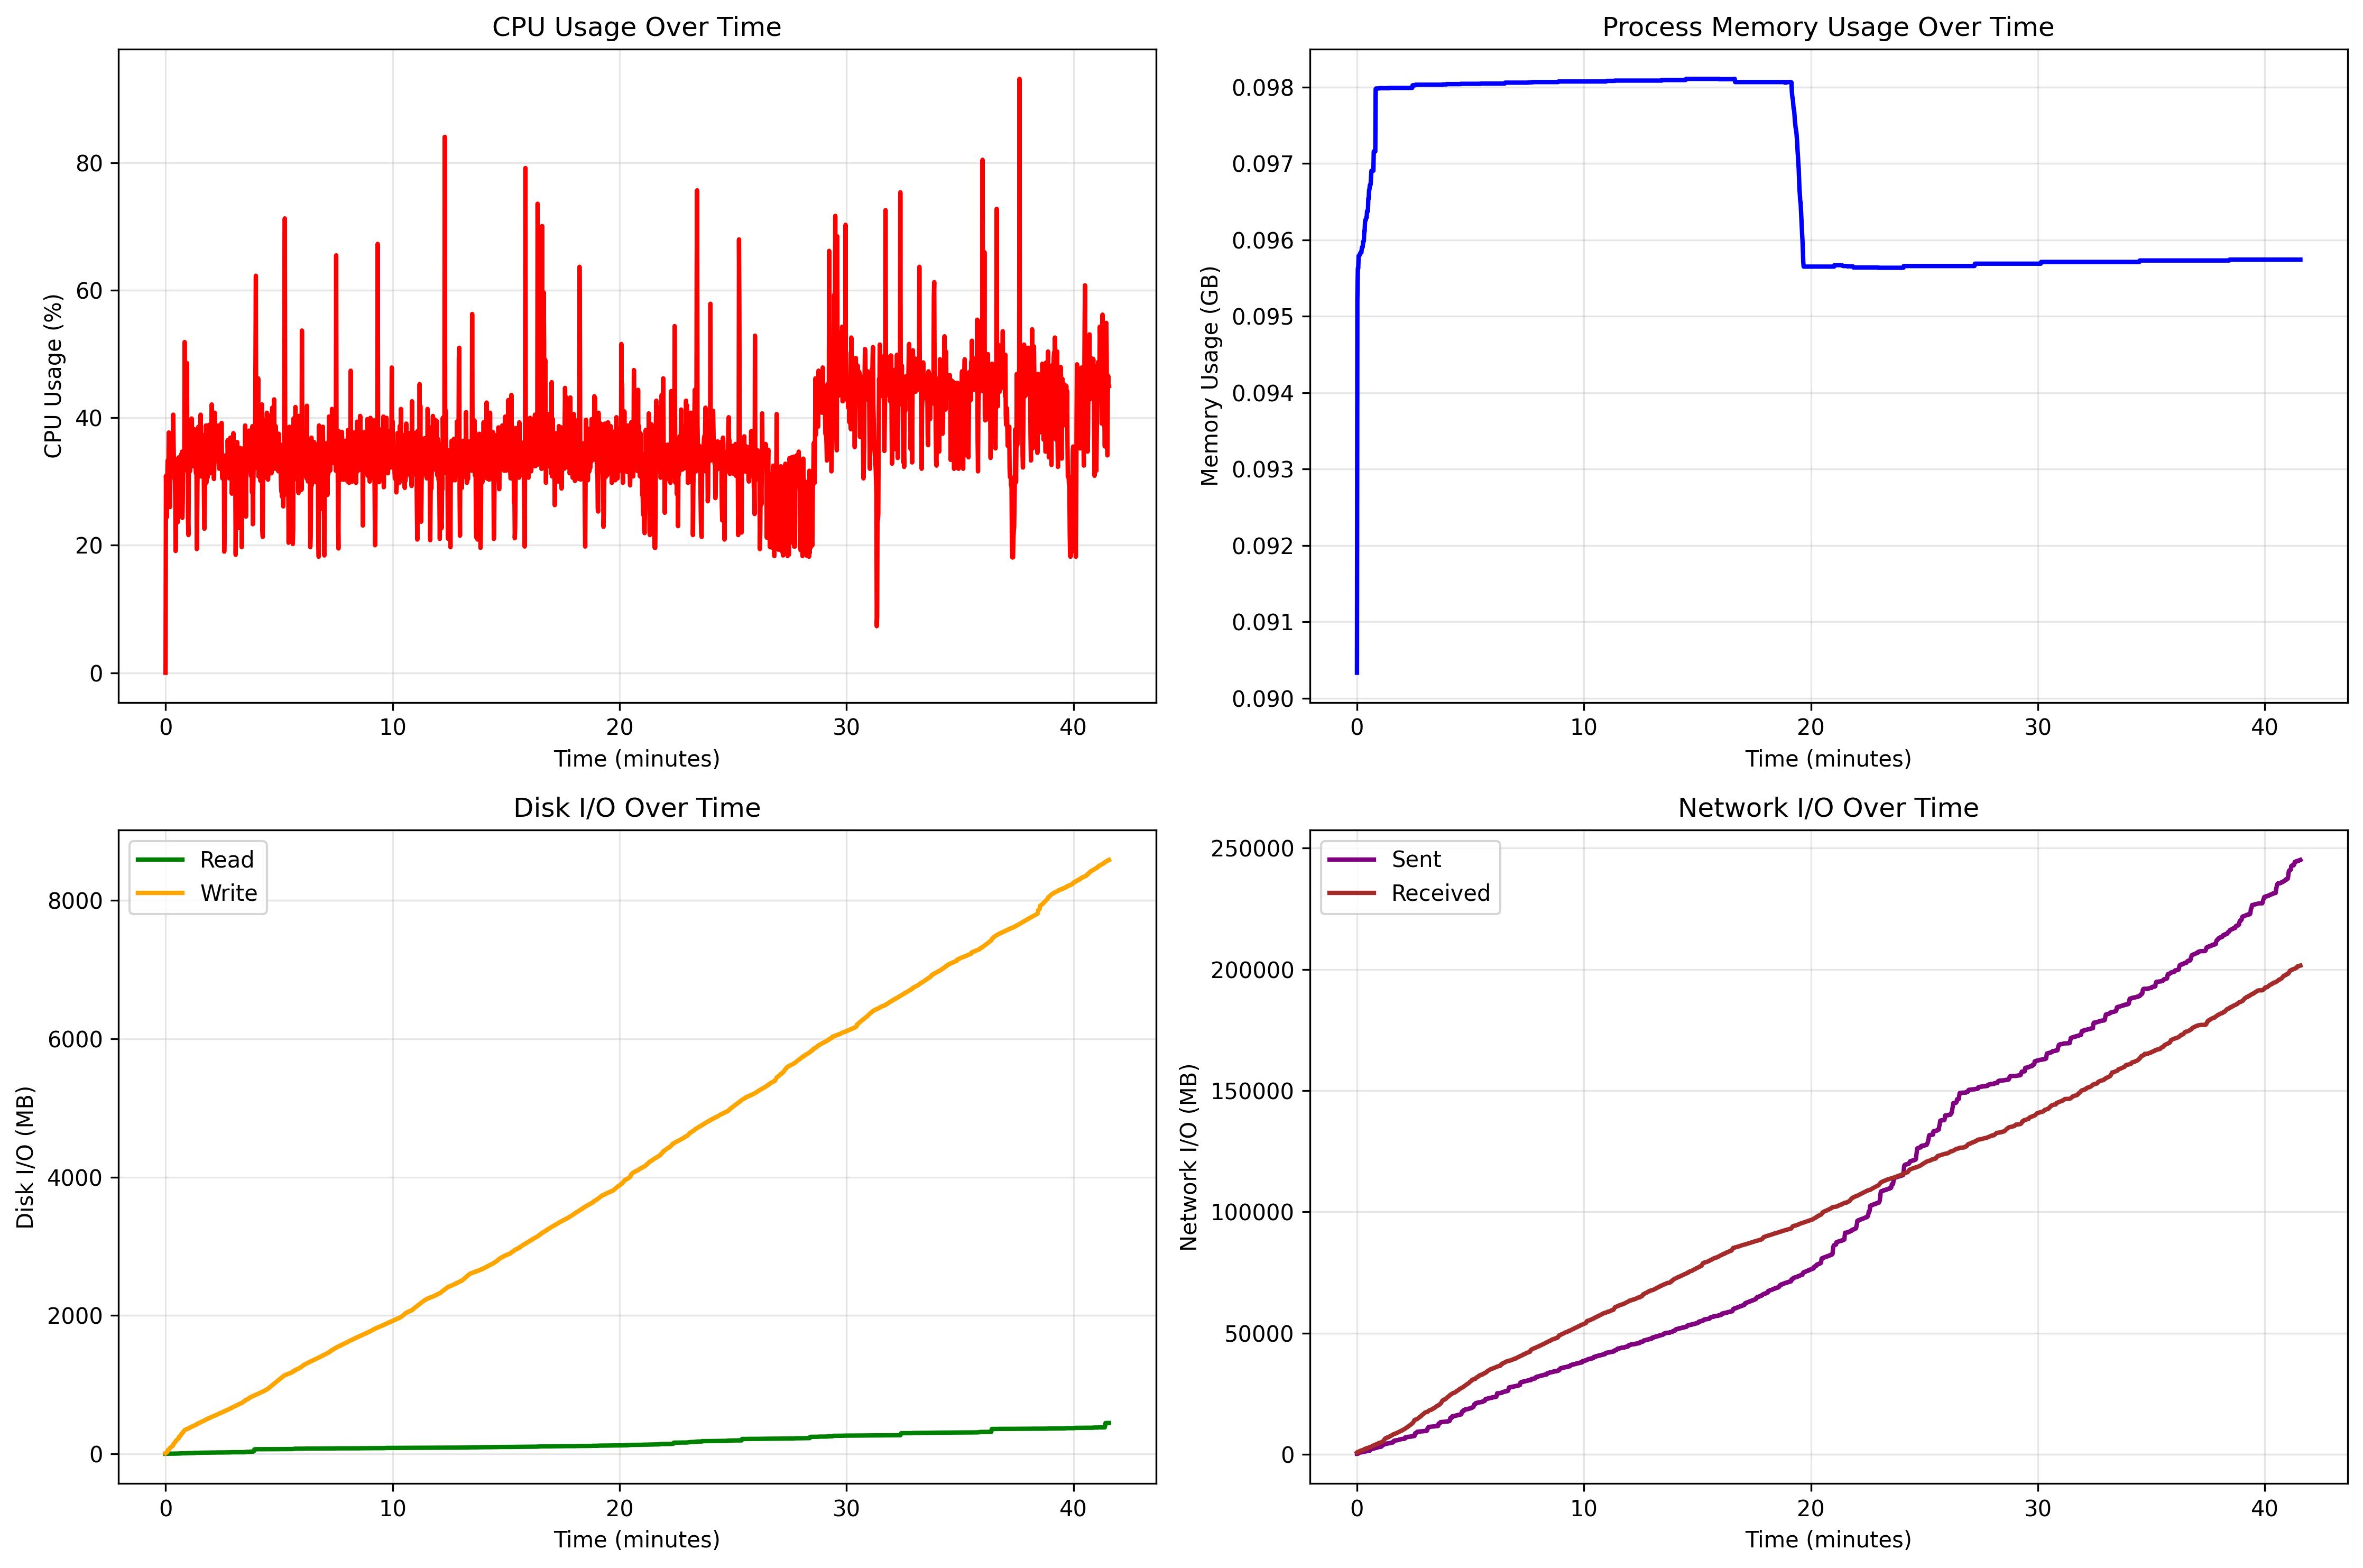 CPU Usage Over Time
CPU Usage (%)
80
60
40
20
0
0 10 20 30 40
Time (minutes)
Process Memory Usage Over Time
Memory Usage (GB)
0.098
0.097
0.096
0.095
0.094
0.093
0.092
0.091
0.090
0 10 20 30 40
Time (minutes)
Disk I/O Over Time
Read
Write
Disk I/O (MB)
8000
6000
4000
2000
0
0 10 20 30 40
Time (minutes)
Network I/O Over Time
Sent
Received
Network I/O (MB)
250000
200000
150000
100000
50000
0
0 10 20 30 40
Time (minutes)